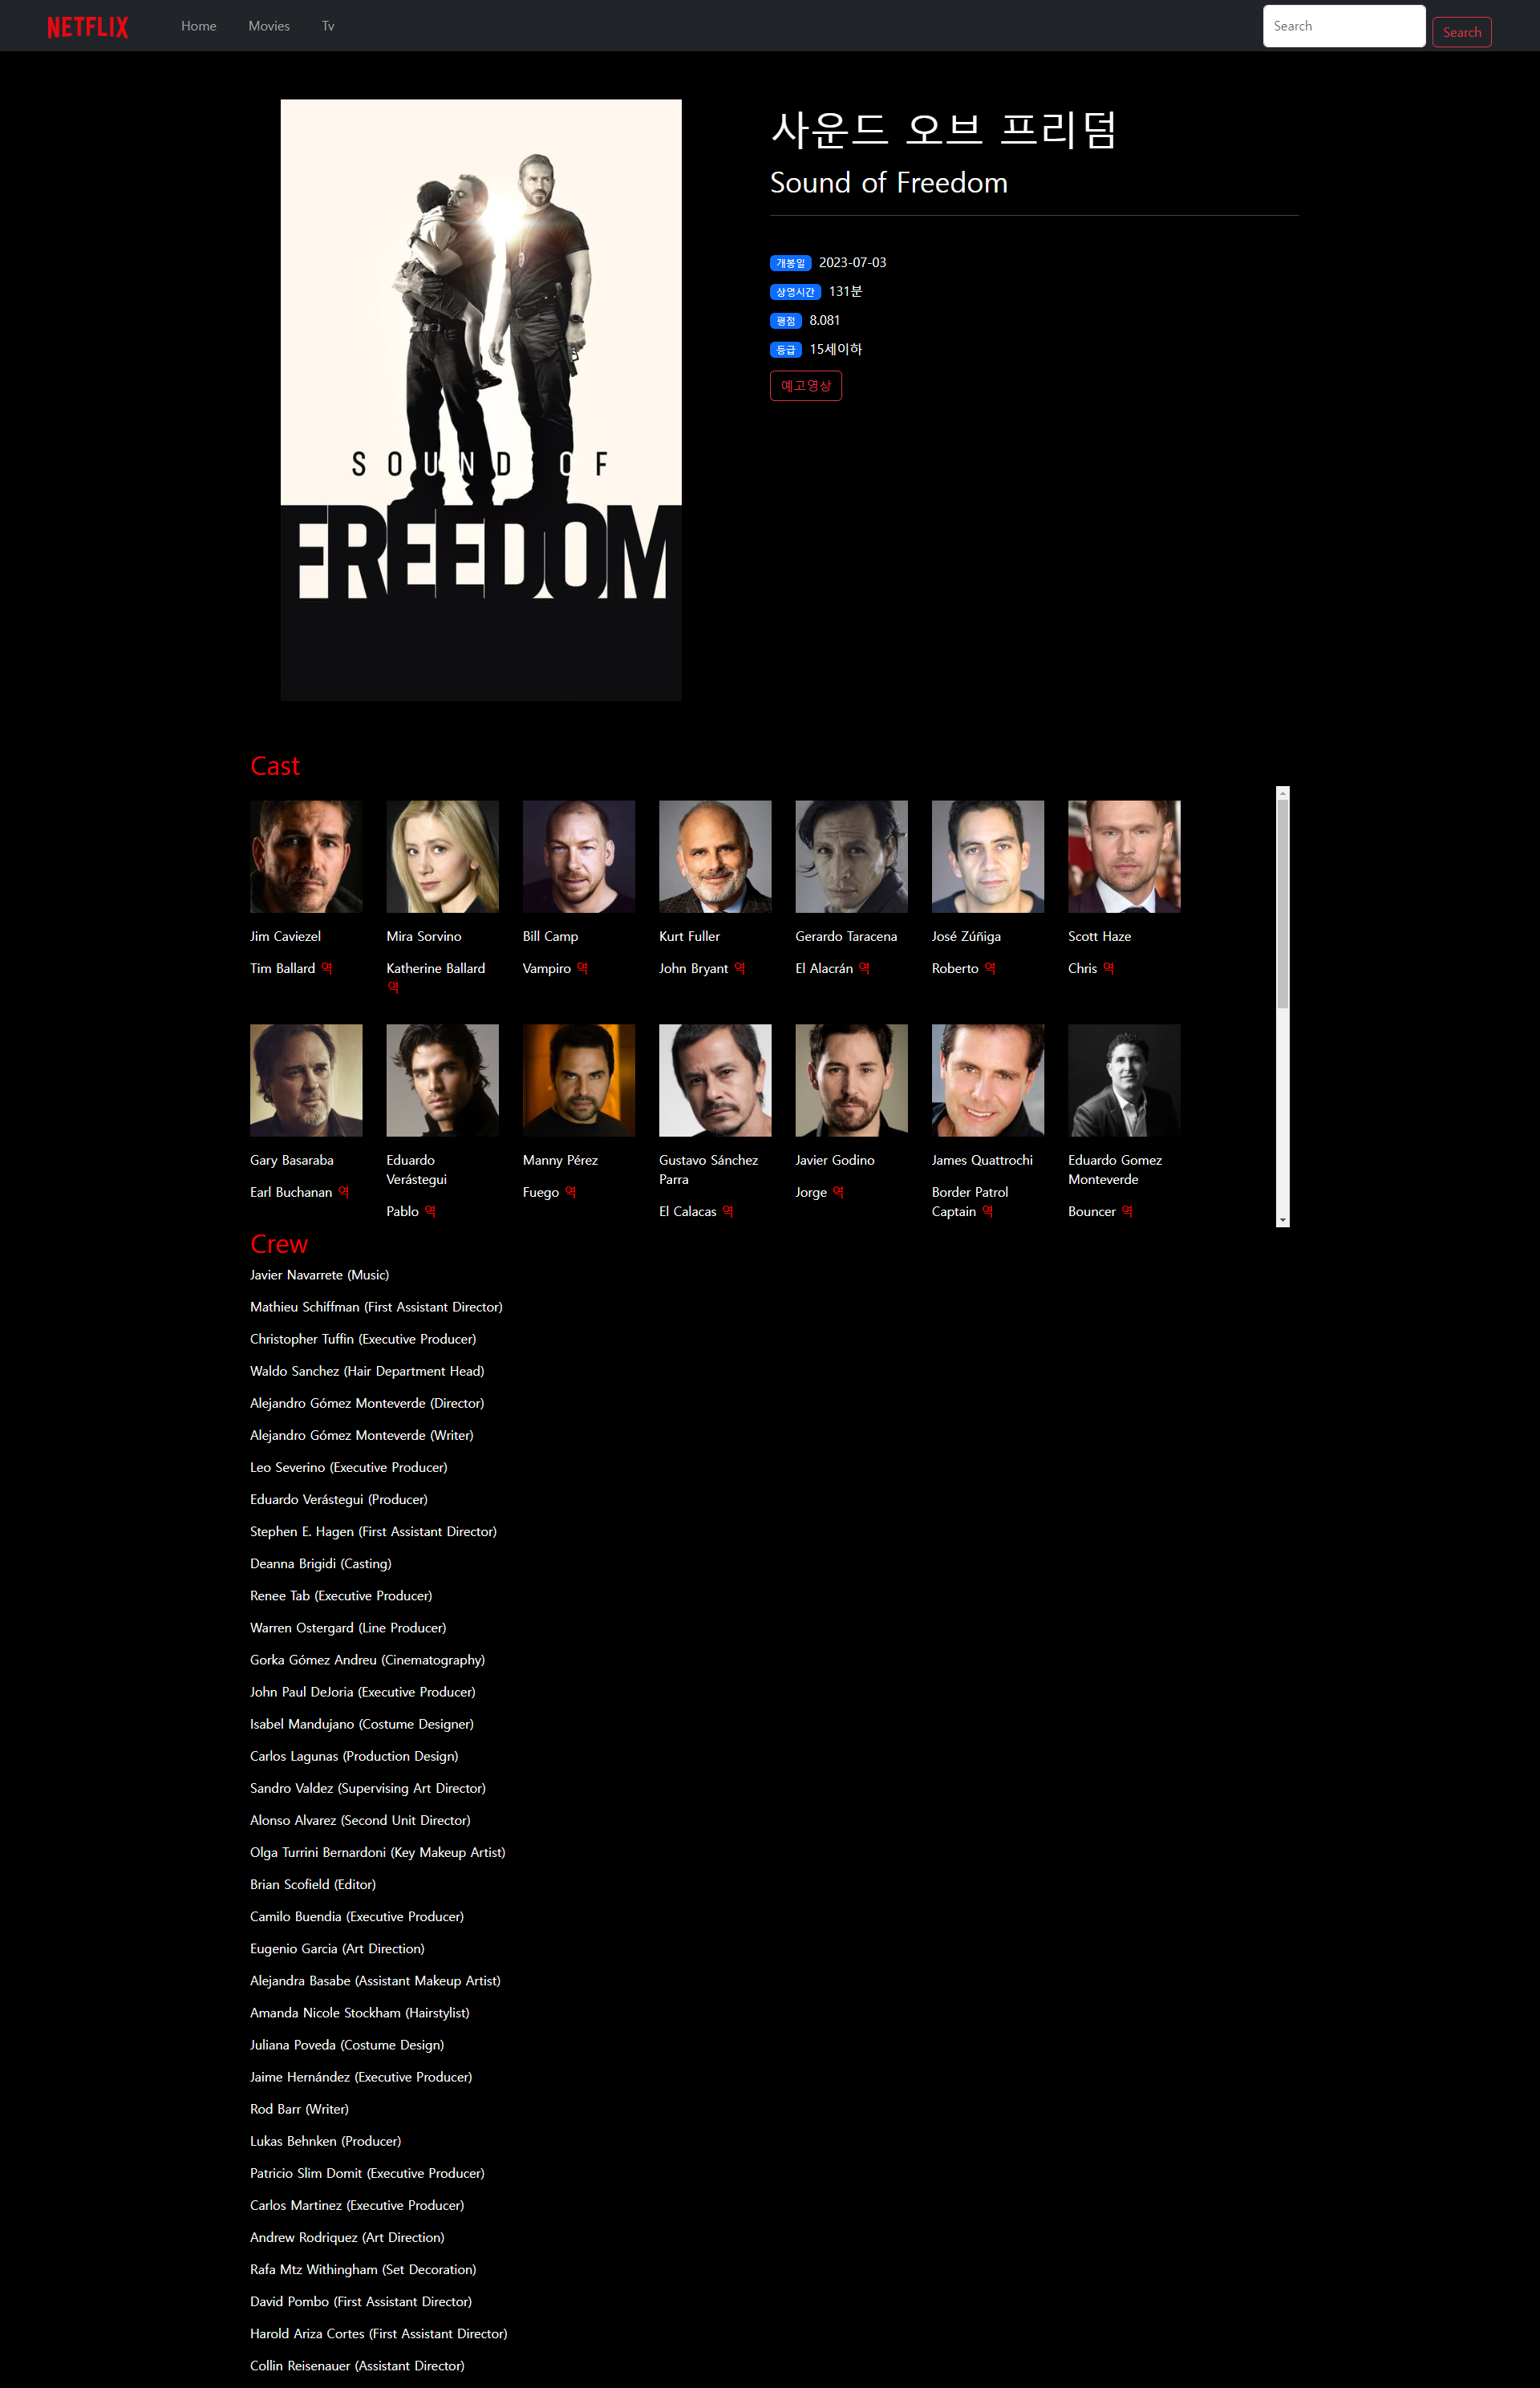 NETFLIX
Home
Movies
Tv
Search
Search
사운드 오브 프리덤
Sound of Freedom
개봉일 2023-07-03
상영시간 131분
평점 8.081
등급 15세이하
예고영상
SOUND OF
FREEDOM
Cast
Jim Caviezel
Tim Ballard 역
Mira Sorvino
Katherine Ballard
역
Bill Camp
Vampiro 역
Kurt Fuller
John Bryant 역
Gerardo Taracena
El Alacrán 역
José Zúñiga
Roberto 역
Scott Haze
Chris 역
Gary Basaraba
Earl Buchanan 역
Eduardo
Verástegui
Pablo 역
Manny Pérez
Fuego 역
Gustavo Sánchez
Parra
El Calacas 역
Javier Godino
Jorge 역
James Quattrochi
Border Patrol
Captain 역
Eduardo Gomez
Monteverde
Bouncer 역
Crew
Javier Navarrete (Music)
Mathieu Schiffman (First Assistant Director)
Christopher Tuffin (Executive Producer)
Waldo Sanchez (Hair Department Head)
Alejandro Gómez Monteverde (Director)
Alejandro Gómez Monteverde (Writer)
Leo Severino (Executive Producer)
Eduardo Verástegui (Producer)
Stephen E. Hagen (First Assistant Director)
Deanna Brigidi (Casting)
Renee Tab (Executive Producer)
Warren Ostergard (Line Producer)
Gorka Gómez Andreu (Cinematography)
John Paul DeJoria (Executive Producer)
Isabel Mandujano (Costume Designer)
Carlos Lagunas (Production Design)
Sandro Valdez (Supervising Art Director)
Alonso Alvarez (Second Unit Director)
Olga Turrini Bernardoni (Key Makeup Artist)
Brian Scofield (Editor)
Camilo Buendia (Executive Producer)
Eugenio Garcia (Art Direction)
Alejandra Basabe (Assistant Makeup Artist)
Amanda Nicole Stockham (Hairstylist)
Juliana Poveda (Costume Design)
Jaime Hernández (Executive Producer)
Rod Barr (Writer)
Lukas Behnken (Producer)
Patricio Slim Domit (Executive Producer)
Carlos Martinez (Executive Producer)
Andrew Rodriquez (Art Direction)
Rafa Mtz Withingham (Set Decoration)
David Pombo (First Assistant Director)
Harold Ariza Cortes (First Assistant Director)
Collin Reisenauer (Assistant Director)